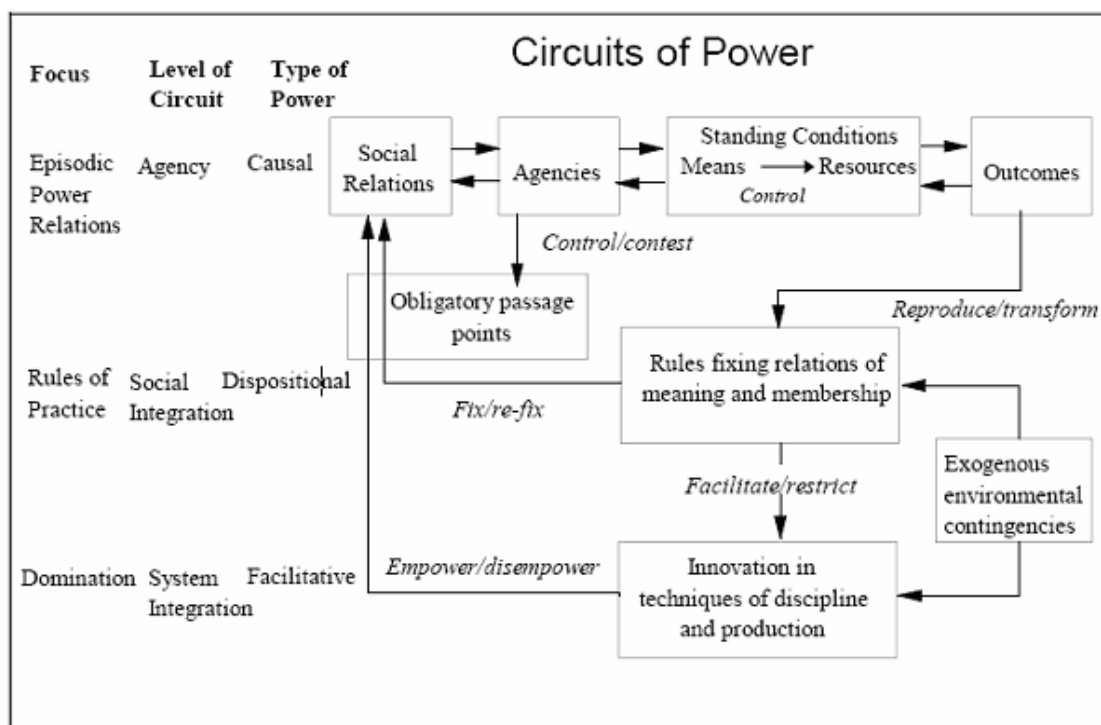 Circuits of Power
Focus
Level of
Circuit
Type of
Power
Episodic
Power
Relations
Agency
Causal
Social
Relations
Agencies
Standing Conditions
Means
Resources
Control
Outcomes
Control/contest
Obligatory passage
points
Reproduce/transform
Rules of
Practice
Social
Integration
Dispositional
Fix/re-fix
Rules fixing relations of
meaning and membership
Facilitate/restrict
Exogenous
environmental
contingencies
Domination
System
Integration
Facilitative
Empower/disempower
Innovation in
techniques of discipline
and production